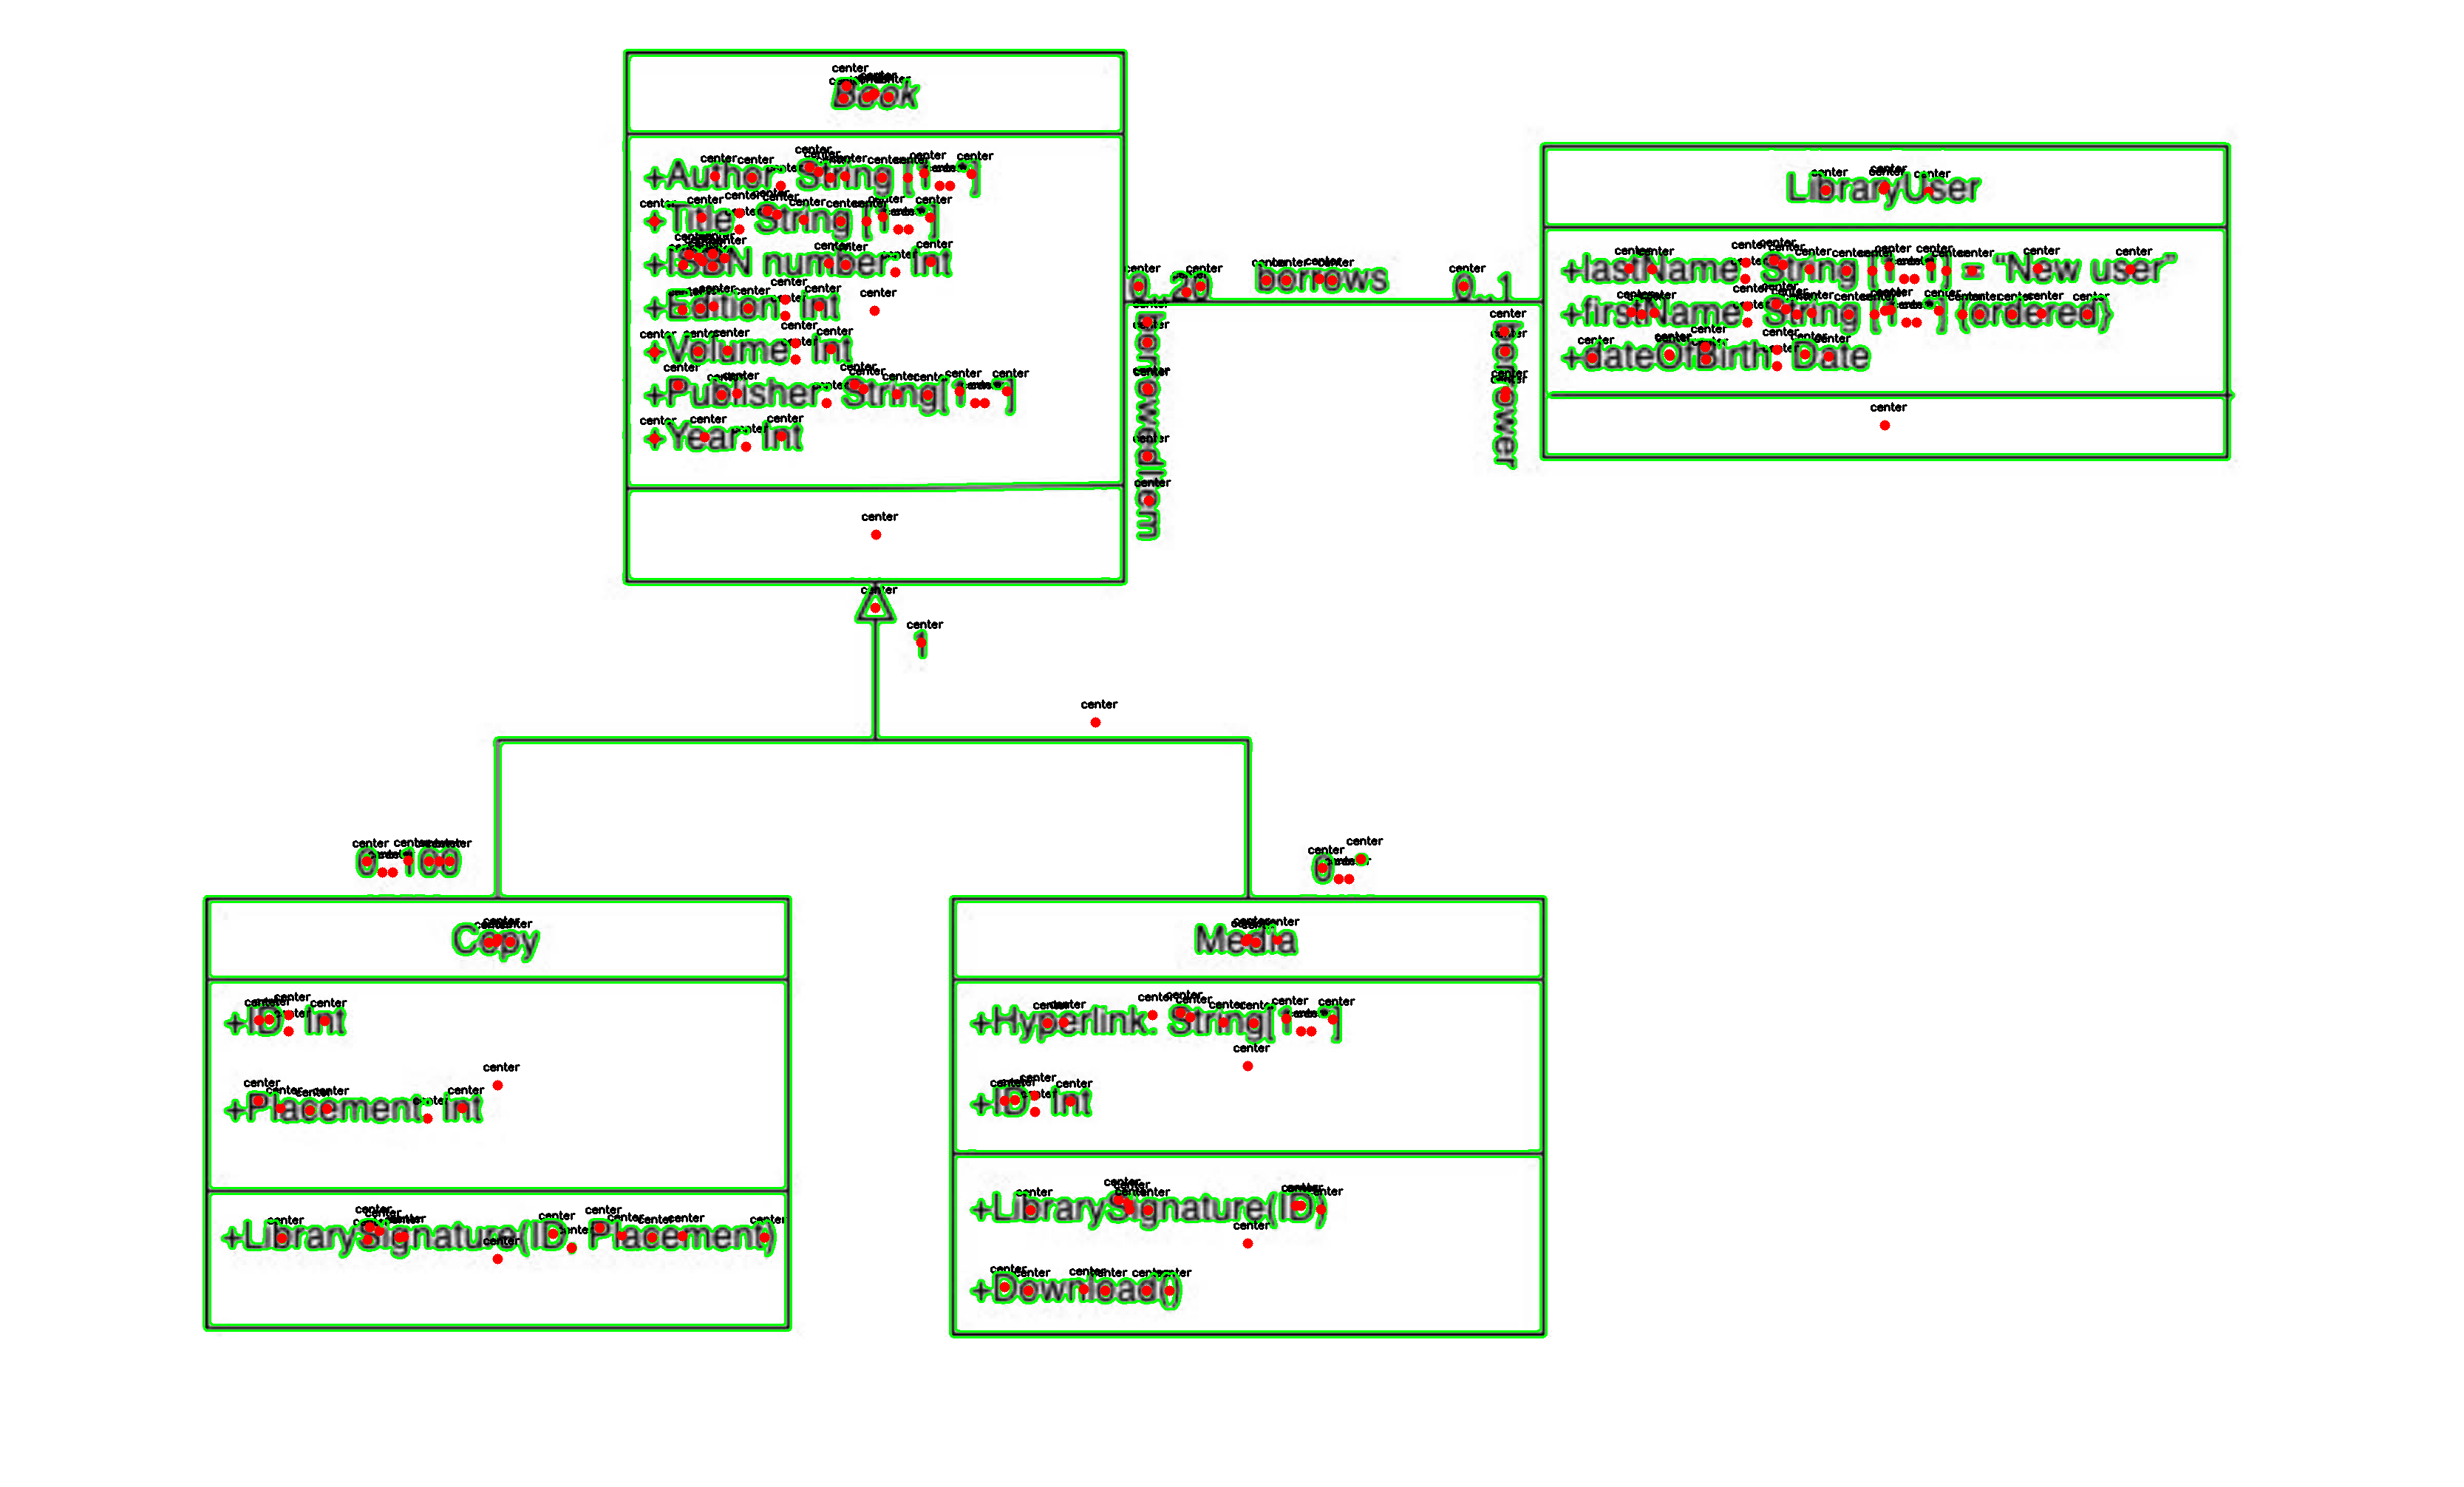 Book
+Author: String [1..*]
+Title: String [1..*]
+ISBN number: Int
+Edition: Int
+Volume: Int
+Publisher: String[1..*]
+Year: Int
0..20
borrows
0..1
borrowedItem
borrower
LibraryUser
+lastName: String [1..1] = “New user”
+firstName: String [1..*] {ordered}
+dateOfBirth: Date
1
0..100
0..*
Copy
+ID: Int
+Placement: int
+LibrarySignature(ID, Placement)
Media
+Hyperlink: String[1..*]
+ID: Int
+LibrarySignature(ID)
+Download()
center